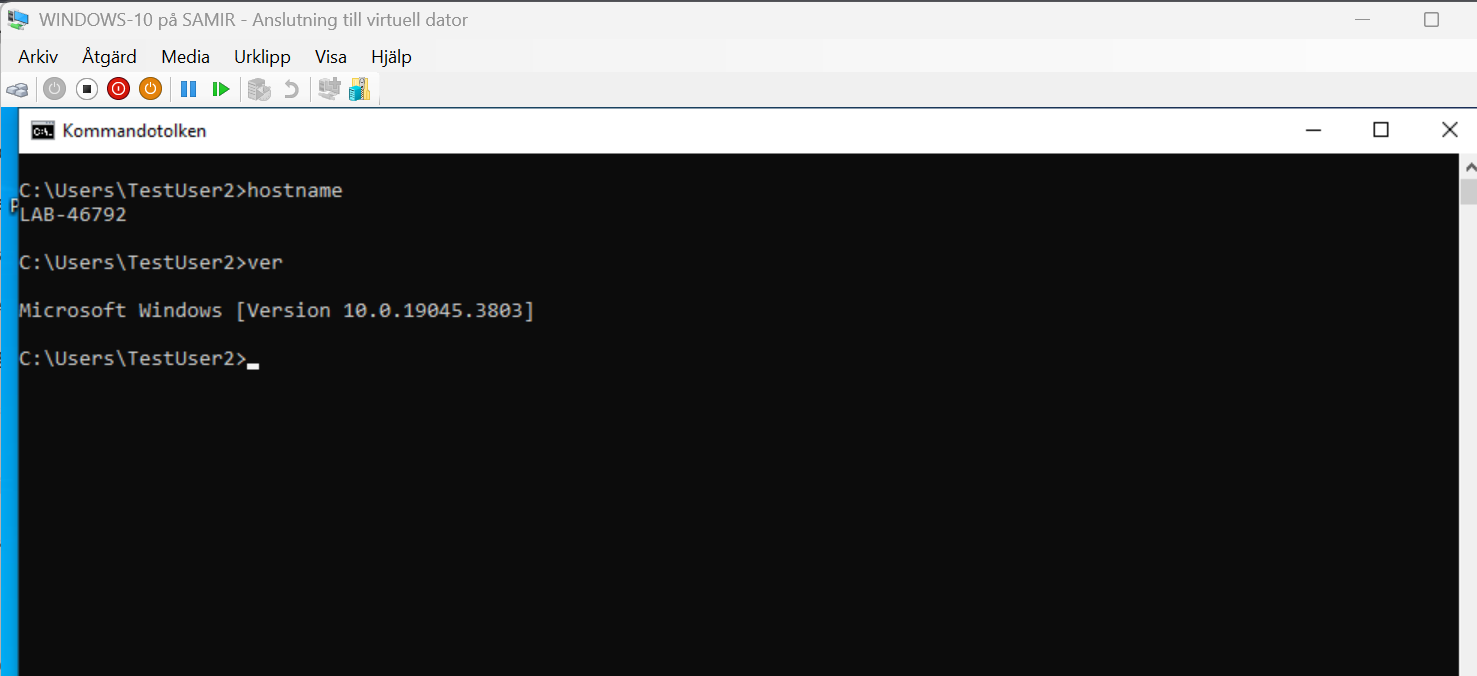 WINDOWS-10 på SAMIR - Anslutning till virtuell dator
Arkiv Åtgärd Media Urklipp Visa Hjälp
Kommandotolken
C:\Users\TestUser2>hostname
LAB-46792
C:\Users\TestUser2>ver
Microsoft Windows [Version 10.0.19045.3803]
C:\Users\TestUser2>